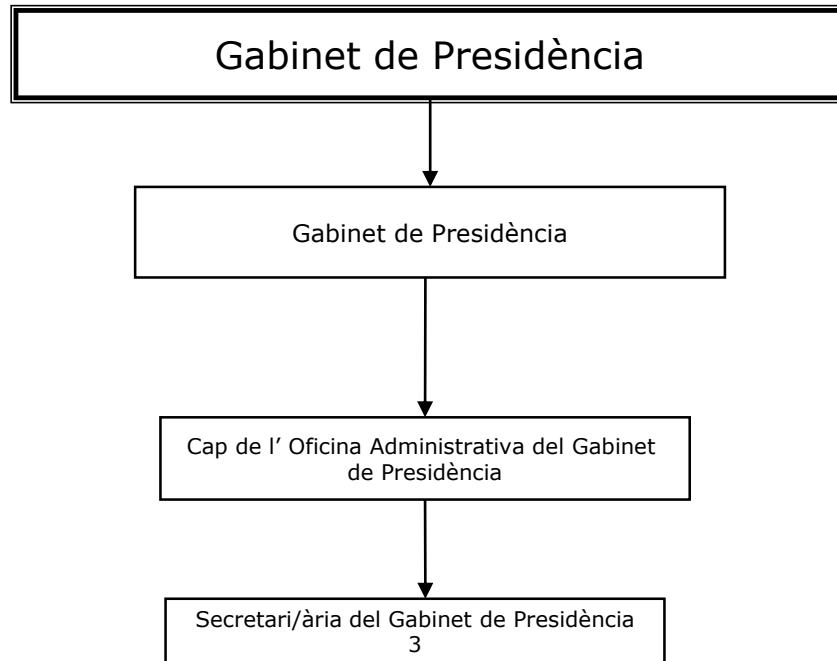 Gabinet de Presidència
Gabinet de Presidència
Cap de l’ Oficina Administrativa del Gabinet
de Presidència
Secretari/ària del Gabinet de Presidència
3